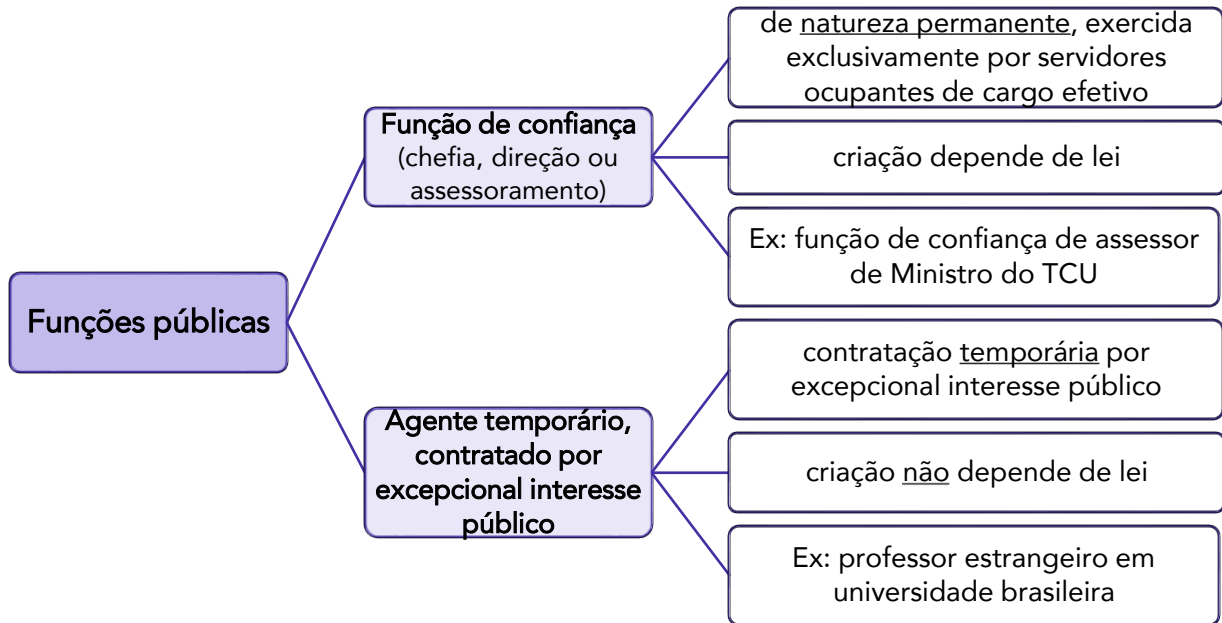 Funções públicas
Função de confiança
(chefia, direção ou
assessoramento)
de natureza permanente, exercida
exclusivamente por servidores
ocupantes de cargo efetivo
criação depende de lei
Ex: função de confiança de assessor
de Ministro do TCU
Agente temporário,
contratado por
excepcional interesse
público
contratação temporária por
excepcional interesse público
criação não depende de lei
Ex: professor estrangeiro em
universidade brasileira